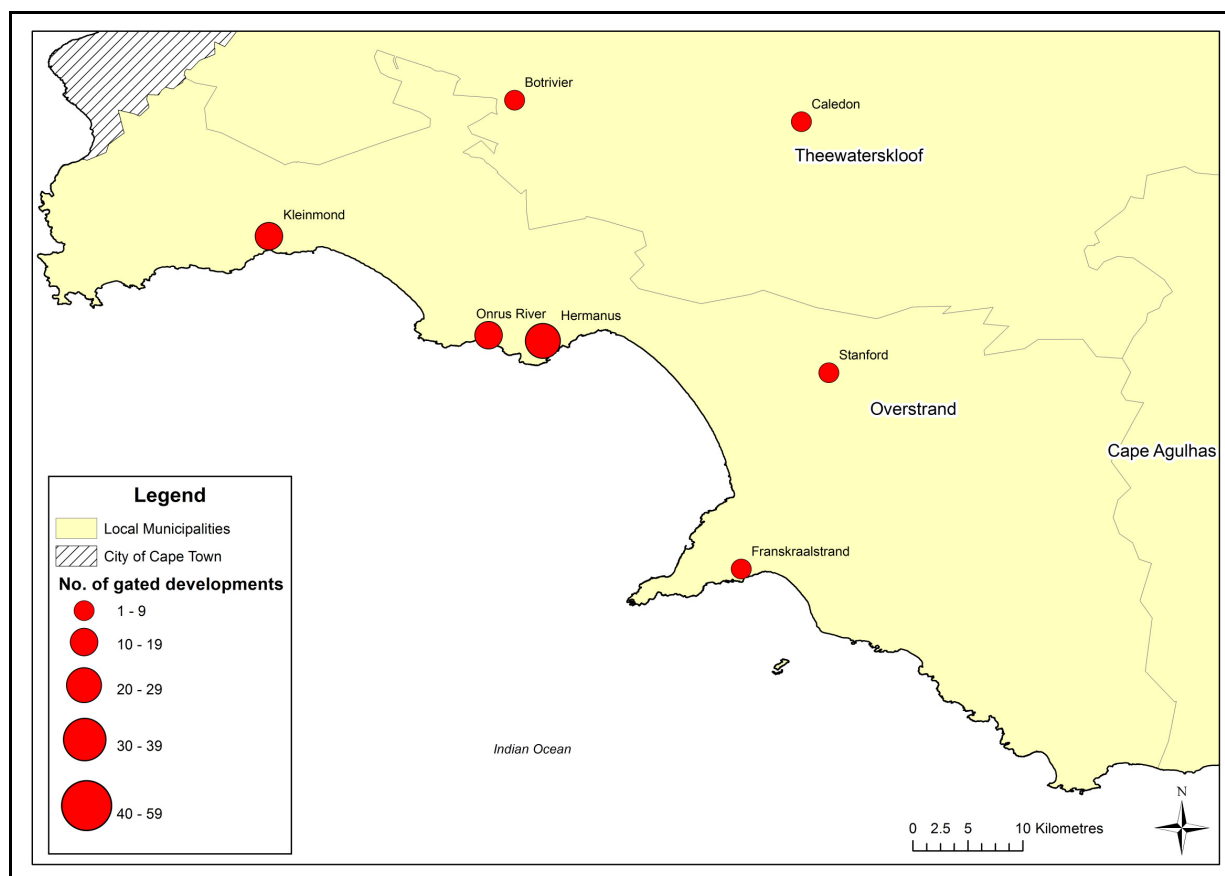 Botrivier
Caledon
Theewaterskloof
Kleinmond
Onrus River
Hermanus
Stanford
Overstrand
Cape Agulhas
Franskraalstrand
Indian Ocean
Legend
Local Municipalities
City of Cape Town
No. of gated developments
1 - 9
10 - 19
20 - 29
30 - 39
40 - 59
N
0 2.5 5 10 Kilometres